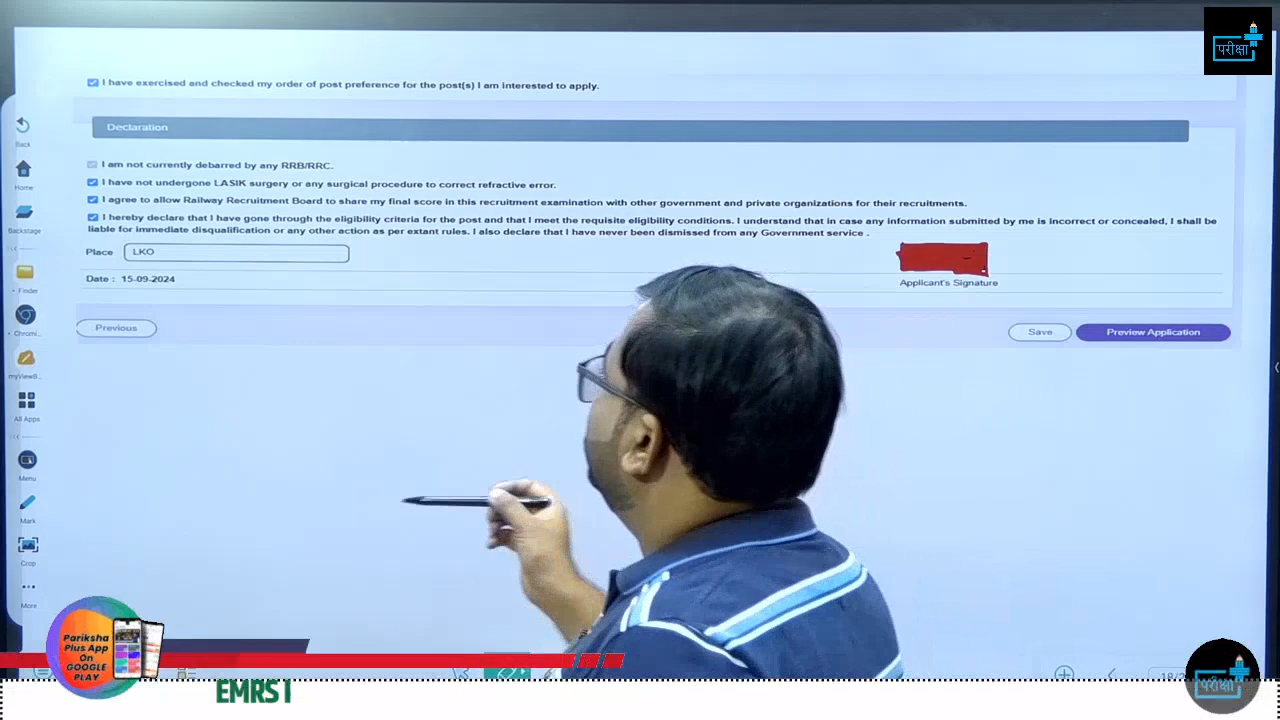 परीक्षा
I have exercised and checked my order of post preference for the post(s) I am interested to apply.
Declaration
I am not currently debarred by any RRB/RRC.
I have not undergone LASIK surgery or any surgical procedure to correct refractive error.
I agree to allow Railway Recruitment Board to share my final score in this recruitment examination with other government and private organizations for their recruitments.
I hereby declare that I have gone through the eligibility criteria for the post and that I meet the requisite eligibility conditions. I understand that in case any information submitted by me is incorrect or concealed, I shall be
liable for immediate disqualification or any other action as per extant rules. I also declare that I have never been dismissed from any Government service .
Place LKO
Date : 15-09-2024
Applicant's Signature
Previous
Save
Preview Application
Back
Home
Backstage
Finder
Chromi...
myViewB...
All Apps
Menu
Mark
Crop
More
Pariksha
Plus App
On
GOOGLE
PLAY
EMRS I
परीक्षा